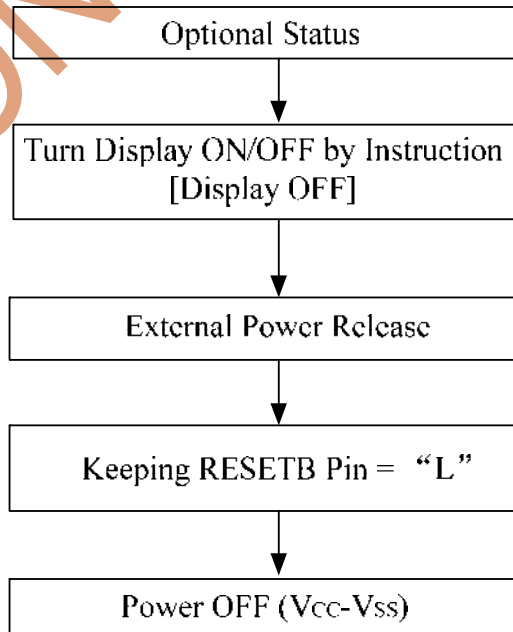 Optional Status
Turn Display ON/OFF by Instruction
[Display OFF]
External Power Release
Keeping RESETB Pin = “L”
Power OFF (Vcc-Vss)